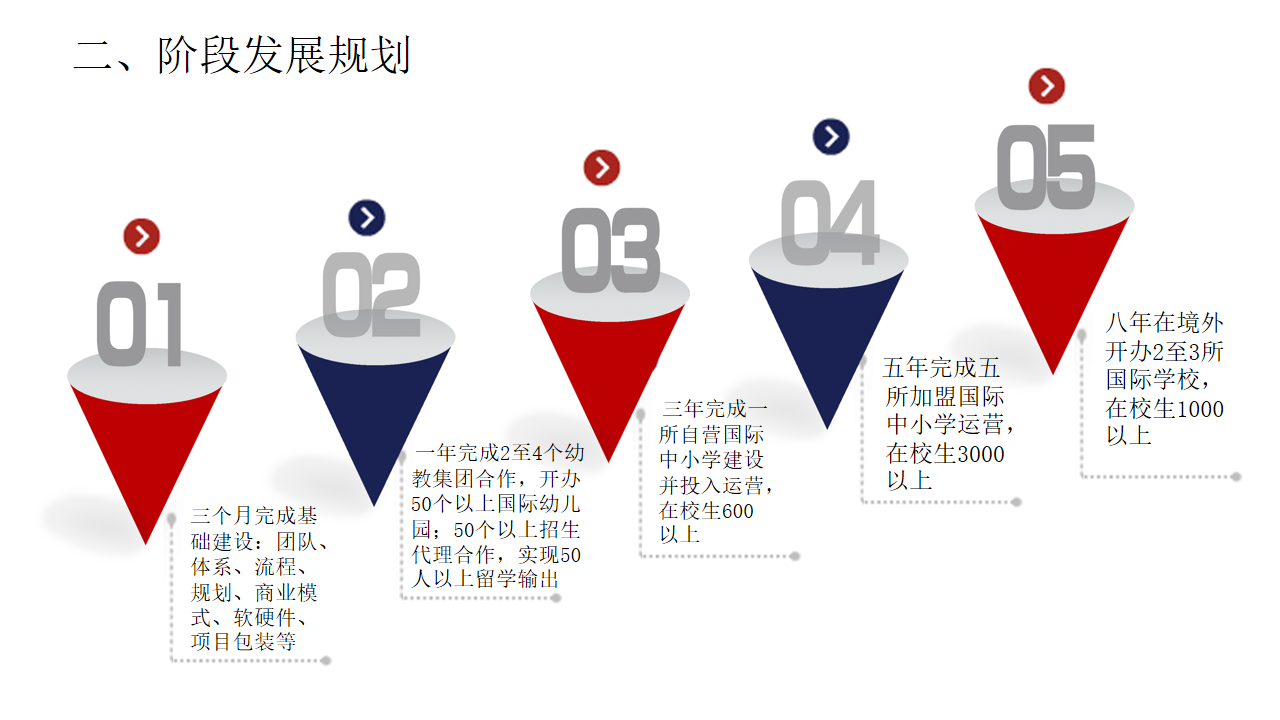 二、阶段发展规划
01
三个月完成基
础建设：团队、
体系、流程、
规划、商业模
式、软硬件、
项目包装等
02
一年完成2至4个幼
教集团合作，开办
50个以上国际幼儿
园；50个以上招生
代理合作，实现50
人以上留学输出
03
三年完成一
所自营国际
中小学建设
并投入运营，
在校生600
以上
04
五年完成五
所加盟国际
中小学运营，
在校生3000
以上
05
八年在境外
开办2至3所
国际学校，
在校生1000
以上